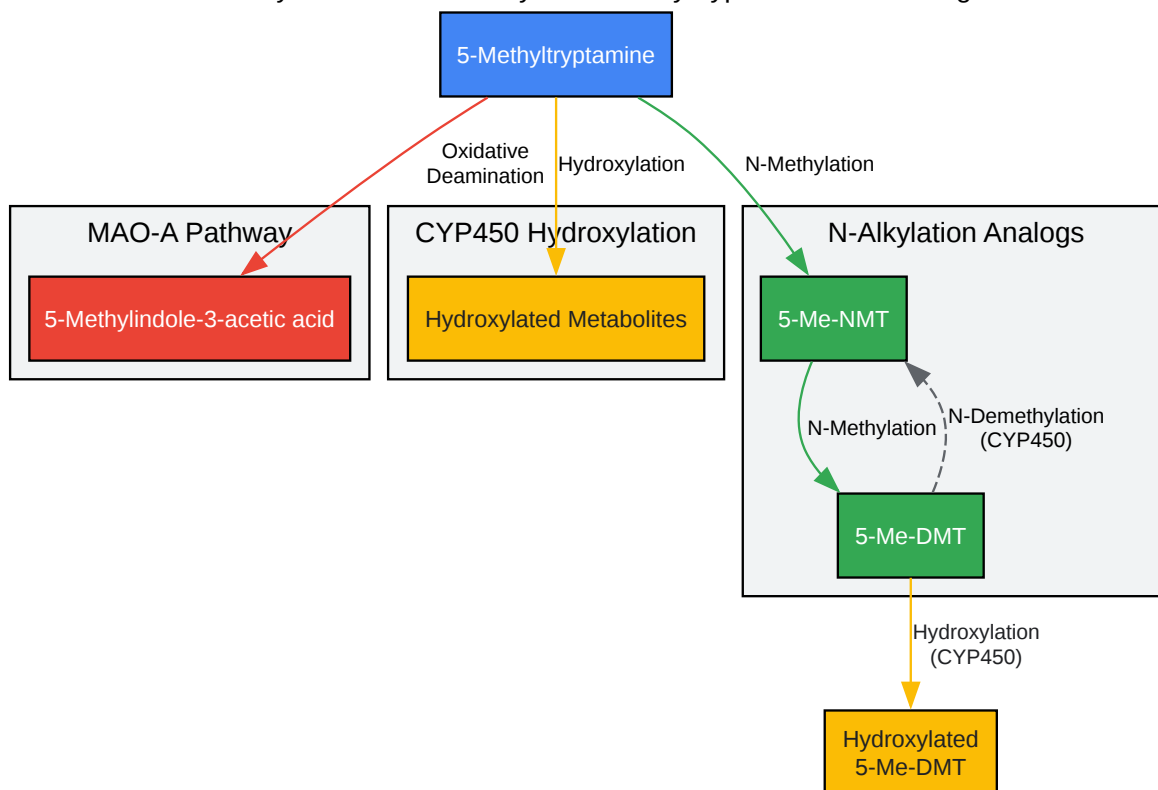 5-Methyltryptamine
Oxidative
Deamination
Hydroxylation
N-Methylation
MAO-A Pathway
CYP450 Hydroxylation
N-Alkylation Analogs
5-Methylindole-3-acetic acid
Hydroxylated Metabolites
5-Me-NMT
N-Methylation
N-Demethylation
(CYP450)
5-Me-DMT
Hydroxylation
(CYP450)
Hydroxylated
5-Me-DMT